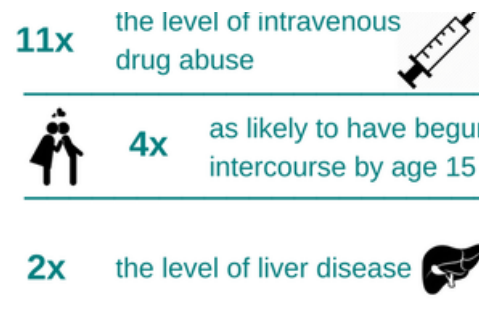 11x
the level of intravenous
drug abuse
4x
as likely to have begun
intercourse by age 15
2x
the level of liver disease